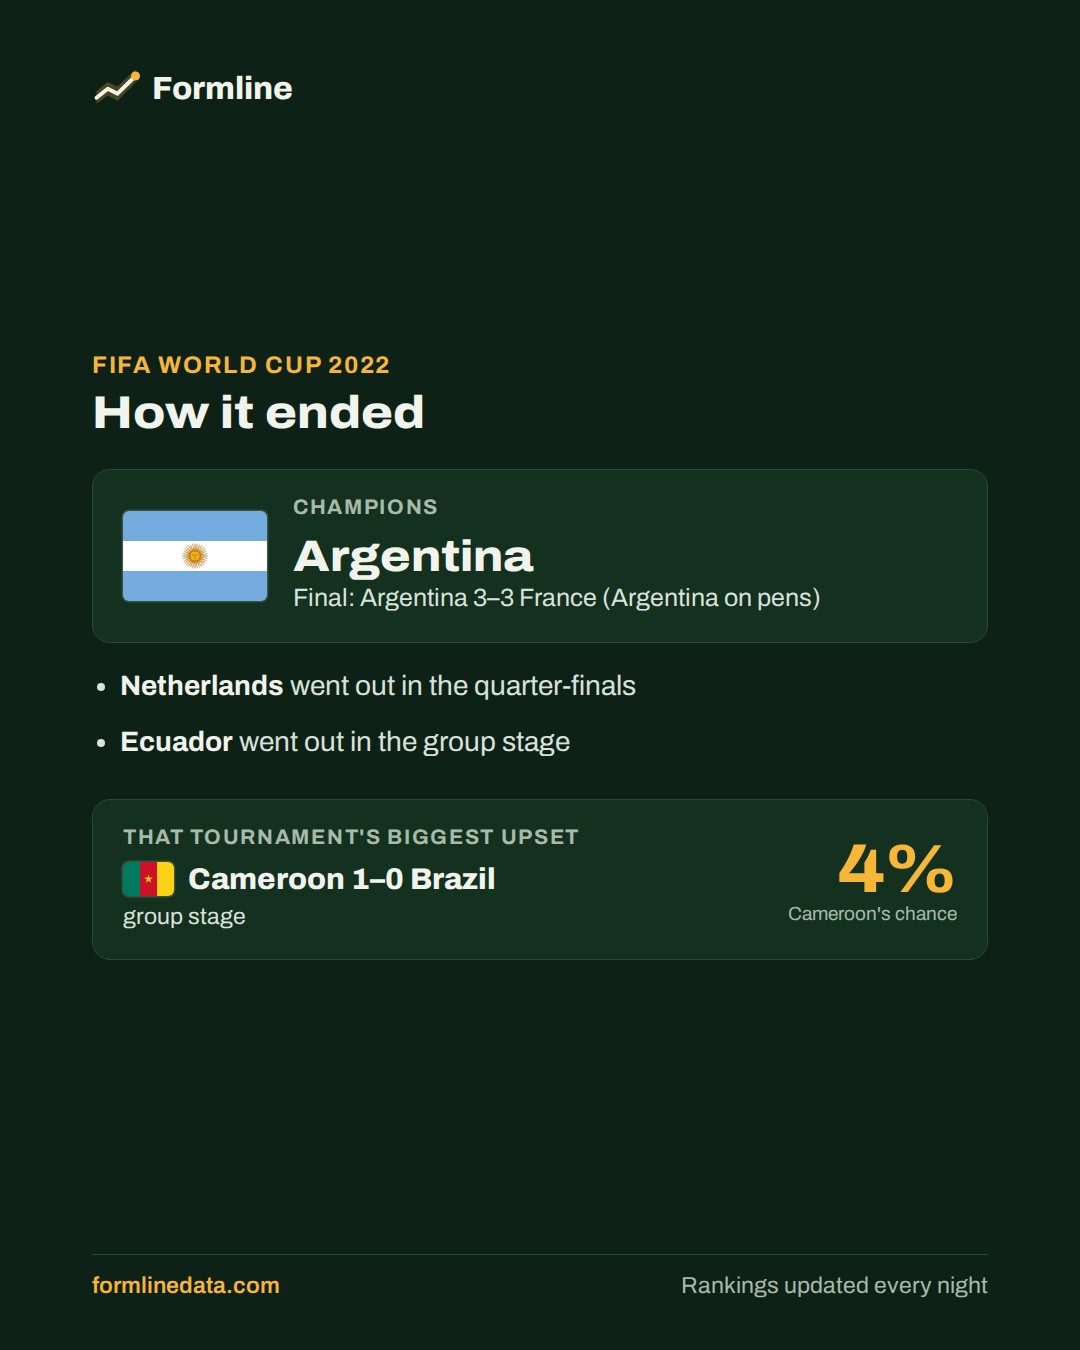 Formline
FIFA WORLD CUP 2022
How it ended
CHAMPIONS
Argentina
Final: Argentina 3–3 France (Argentina on pens)
• Netherlands went out in the quarter-finals
• Ecuador went out in the group stage
THAT TOURNAMENT'S BIGGEST UPSET
Cameroon 1–0 Brazil
group stage
4%
Cameroon's chance
formlinedata.com
Rankings updated every night